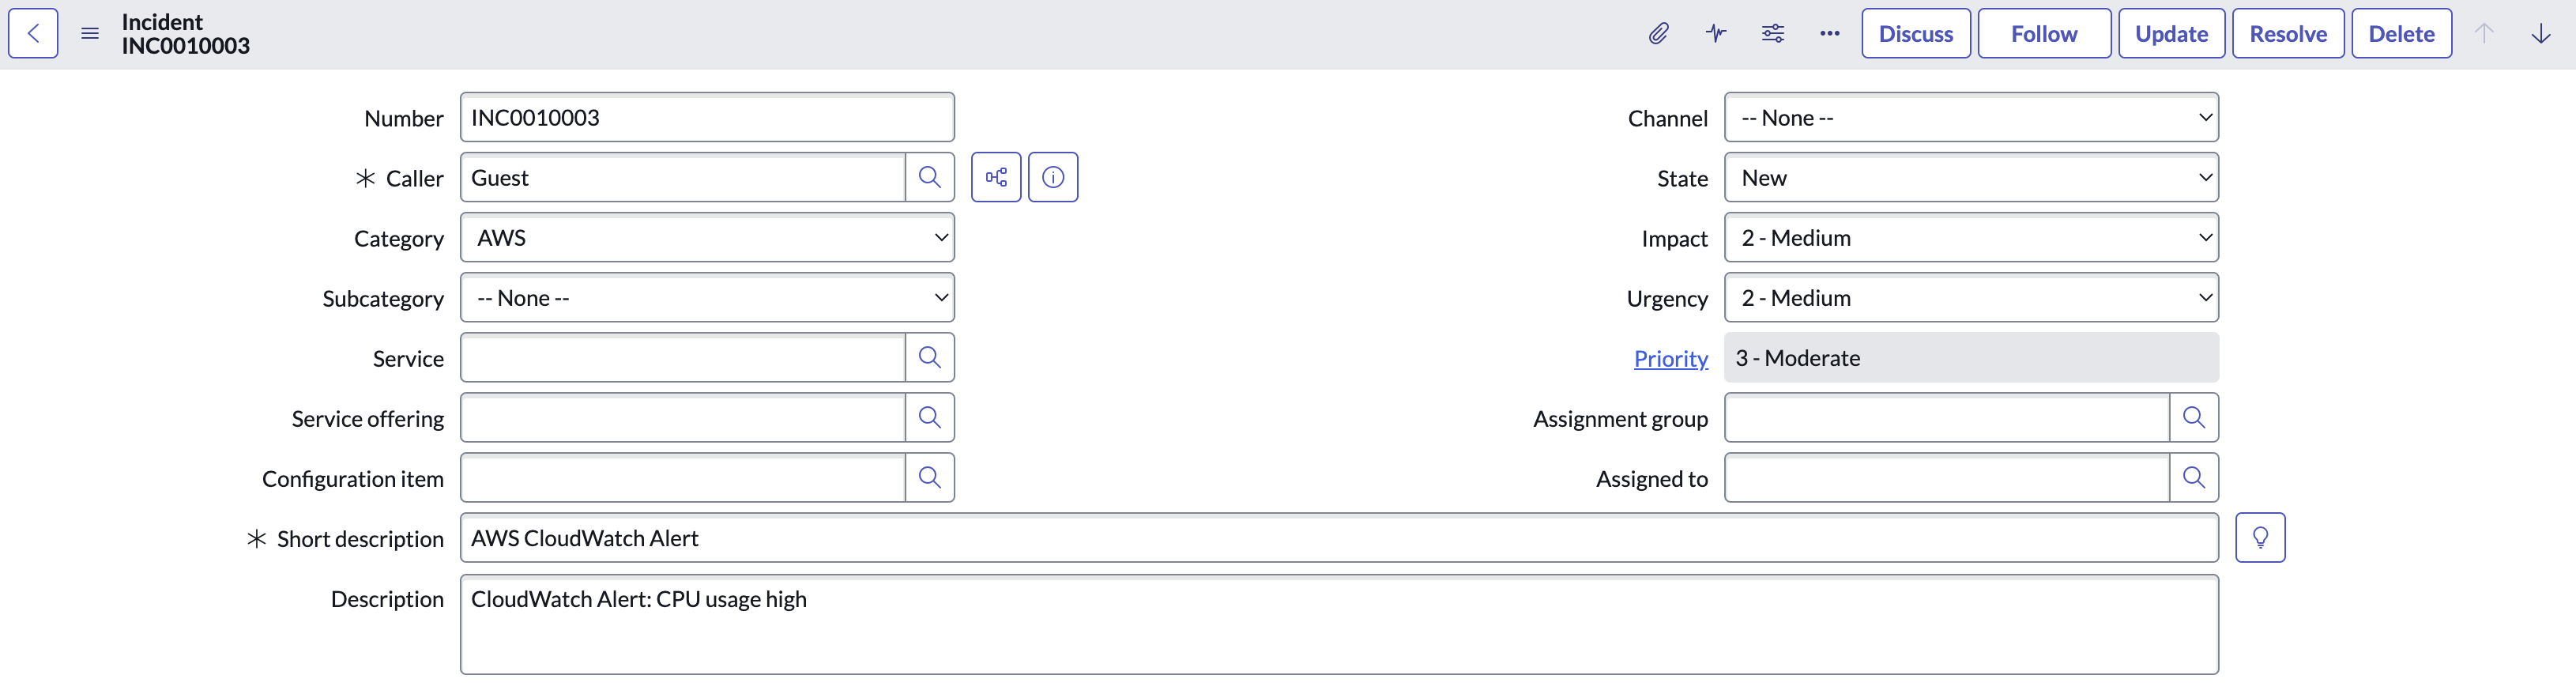 Incident
INC0010003
Discuss
Follow
Update
Resolve
Delete
Number
INC0010003
Caller
Guest
Category
AWS
Subcategory
-- None --
Service
Service offering
Configuration item
Channel
-- None --
State
New
Impact
2 - Medium
Urgency
2 - Medium
Priority
3 - Moderate
Assignment group
Assigned to
Short description
AWS CloudWatch Alert
Description
CloudWatch Alert: CPU usage high